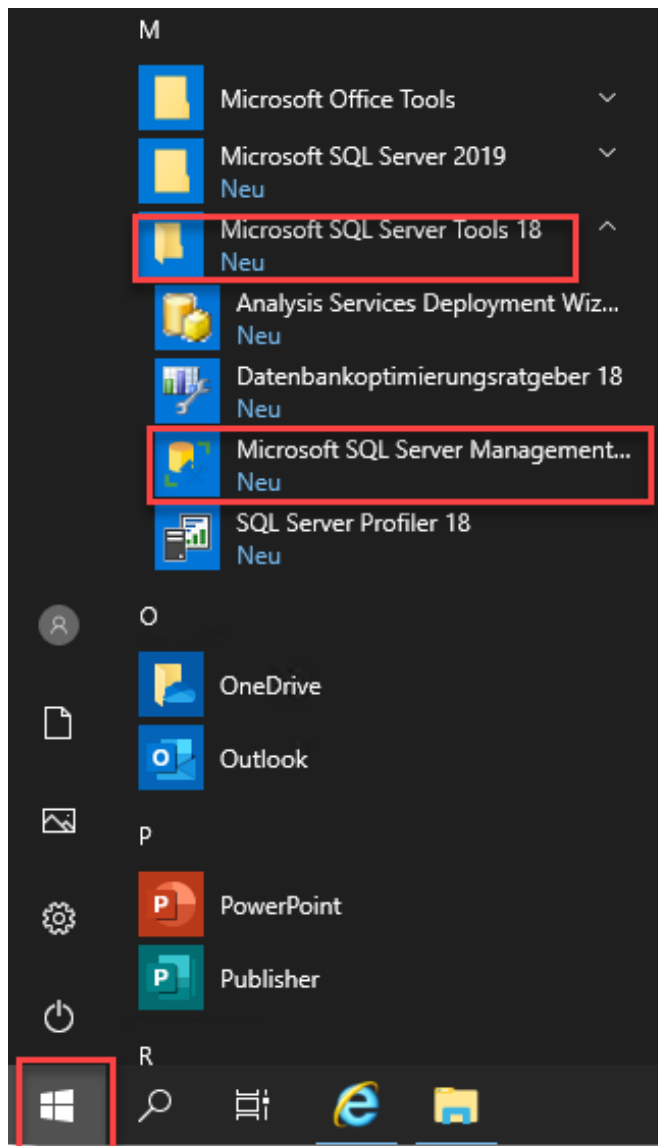 M
Microsoft Office Tools
Microsoft SQL Server 2019
Neu
Microsoft SQL Server Tools 18
Neu
Analysis Services Deployment Wiz...
Neu
Datenbankoptimierungsratgeber 18
Neu
Microsoft SQL Server Management...
Neu
SQL Server Profiler 18
Neu
O
OneDrive
Outlook
P
PowerPoint
Publisher
R